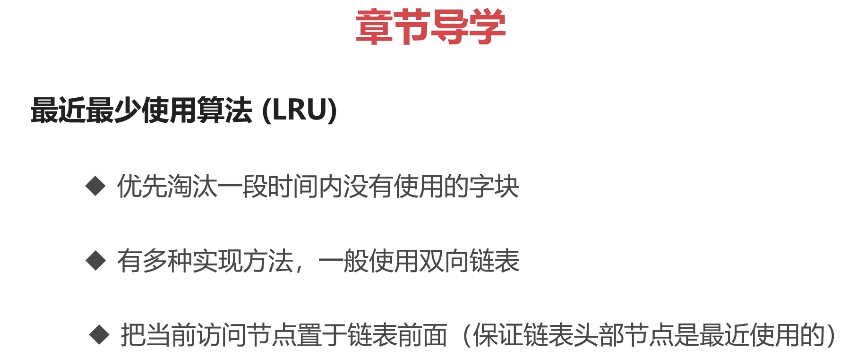 章节导学
最近最少使用算法 (LRU)
◆ 优先淘汰一段时间内没有使用的字块
◆ 有多种实现方法，一般使用双向链表
◆ 把当前访问节点置于链表前面（保证链表头部节点是最近使用的）